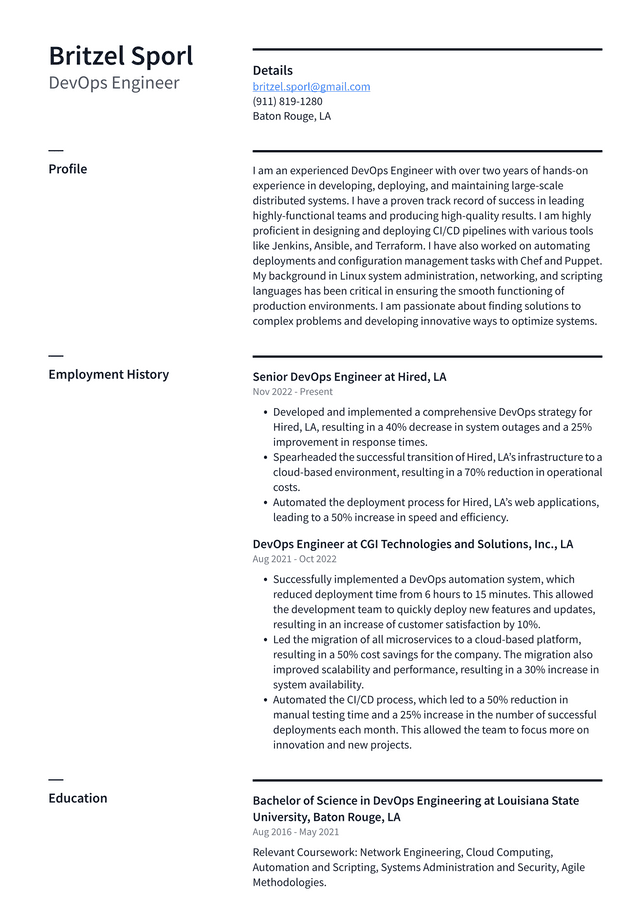 Britzel Sporl
DevOps Engineer
Details
britzel.sporl@gmail.com
(911) 819-1280
Baton Rouge, LA
Profile
I am an experienced DevOps Engineer with over two years of hands-on
experience in developing, deploying, and maintaining large-scale
distributed systems. I have a proven track record of success in leading
highly-functional teams and producing high-quality results. I am highly
proficient in designing and deploying CI/CD pipelines with various tools
like Jenkins, Ansible, and Terraform. I have also worked on automating
deployments and configuration management tasks with Chef and Puppet.
My background in Linux system administration, networking, and scripting
languages has been critical in ensuring the smooth functioning of
production environments. I am passionate about finding solutions to
complex problems and developing innovative ways to optimize systems.
Employment History
Senior DevOps Engineer at Hired, LA
Nov 2022 - Present
• Developed and implemented a comprehensive DevOps strategy for
Hired, LA, resulting in a 40% decrease in system outages and a 25%
improvement in response times.
• Spearheaded the successful transition of Hired, LA’s infrastructure to a
cloud-based environment, resulting in a 70% reduction in operational
costs.
• Automated the deployment process for Hired, LA’s web applications,
leading to a 50% increase in speed and efficiency.
DevOps Engineer at CGI Technologies and Solutions, Inc., LA
Aug 2021 - Oct 2022
• Successfully implemented a DevOps automation system, which
reduced deployment time from 6 hours to 15 minutes. This allowed
the development team to quickly deploy new features and updates,
resulting in an increase of customer satisfaction by 10%.
• Led the migration of all microservices to a cloud-based platform,
resulting in a 50% cost savings for the company. The migration also
improved scalability and performance, resulting in a 30% increase in
system availability.
• Automated the CI/CD process, which led to a 50% reduction in
manual testing time and a 25% increase in the number of successful
deployments each month. This allowed the team to focus more on
innovation and new projects.
Education
Bachelor of Science in DevOps Engineering at Louisiana State
University, Baton Rouge, LA
Aug 2016 - May 2021
Relevant Coursework: Network Engineering, Cloud Computing,
Automation and Scripting, Systems Administration and Security, Agile
Methodologies.